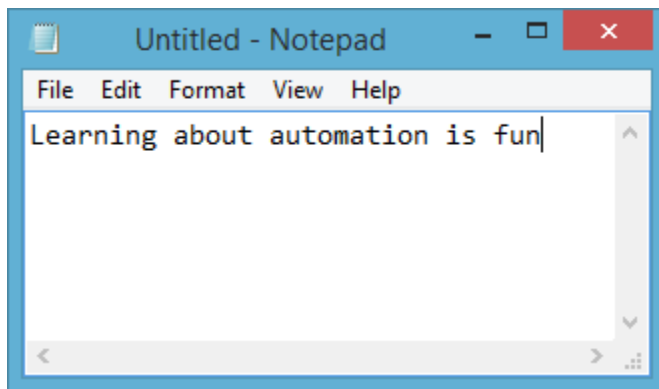 Untitled - Notepad
File Edit Format View Help
Learning about automation is fun